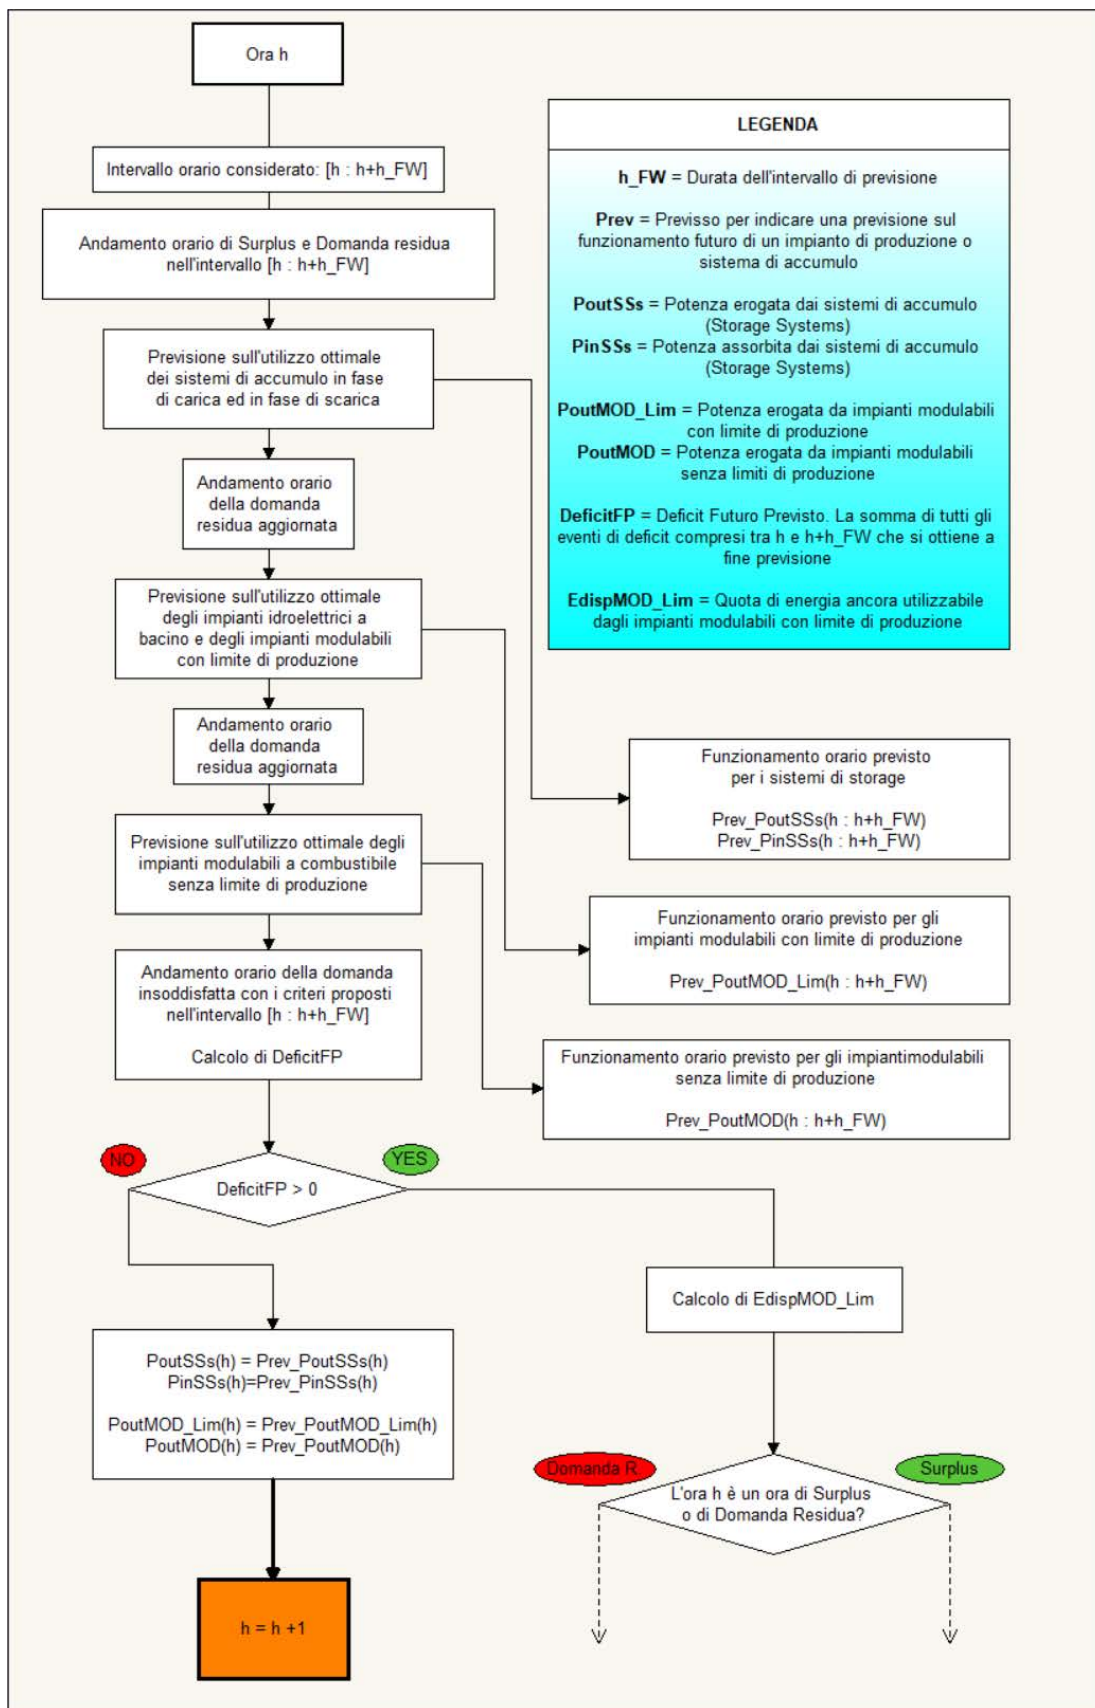 Ora h
Intervallo orario considerato: [h : h+h_FW]
Andamento orario di Surplus e Domanda residua
nell'intervallo [h : h+h_FW]
Previsione sull'utilizzo ottimale
dei sistemi di accumulo in fase
di carica ed in fase di scarica
Andamento orario
della domanda
residua aggiornata
Previsione sull'utilizzo ottimale
degli impianti idroelettrici a
bacino e degli impianti modulabili
con limite di produzione
Andamento orario
della domanda
residua aggiornata
Previsione sull'utilizzo ottimale degli
impianti modulabili a combustibile
senza limite di produzione
Andamento orario della domanda
insoddisfatta con i criteri proposti
nell'intervallo [h : h+h_FW]
Calcolo di DeficitFP
LEGENDA
h_FW = Durata dell'intervallo di previsione
Prev = Previsso per indicare una previsione sul
funzionamento futuro di un impianto di produzione o
sistema di accumulo
PoutSSs = Potenza erogata dai sistemi di accumulo
(Storage Systems)
PinSSs = Potenza assorbita dai sistemi di accumulo
(Storage Systems)
PoutMOD_Lim = Potenza erogata da impianti modulabili
con limite di produzione
PoutMOD = Potenza erogata da impianti modulabili
senza limiti di produzione
DeficitFP = Deficit Futuro Previsto. La somma di tutti gli
eventi di deficit compresi tra h e h+h_FW che si ottiene a
fine previsione
EdispMOD_Lim = Quota di energia ancora utilizzabile
dagli impianti modulabili con limite di produzione
Funzionamento orario previsto
per i sistemi di storage
Prev_PoutSSs(h : h+h_FW)
Prev_PinSSs(h : h+h_FW)
Funzionamento orario previsto per gli
impianti modulabili con limite di produzione
Prev_PoutMOD_Lim(h : h+h_FW)
Funzionamento orario previsto per gli impiantimodulabili
senza limite di produzione
Prev_PoutMOD(h : h+h_FW)
NO
YES
DeficitFP > 0
Calcolo di EdispMOD_Lim
PoutSSs(h) = Prev_PoutSSs(h)
PinSSs(h)=Prev_PinSSs(h)
PoutMOD_Lim(h) = Prev_PoutMOD_Lim(h)
PoutMOD(h) = Prev_PoutMOD(h)
Domanda R.
Surplus
L'ora h è un ora di Surplus
o di Domanda Residua?
h = h +1